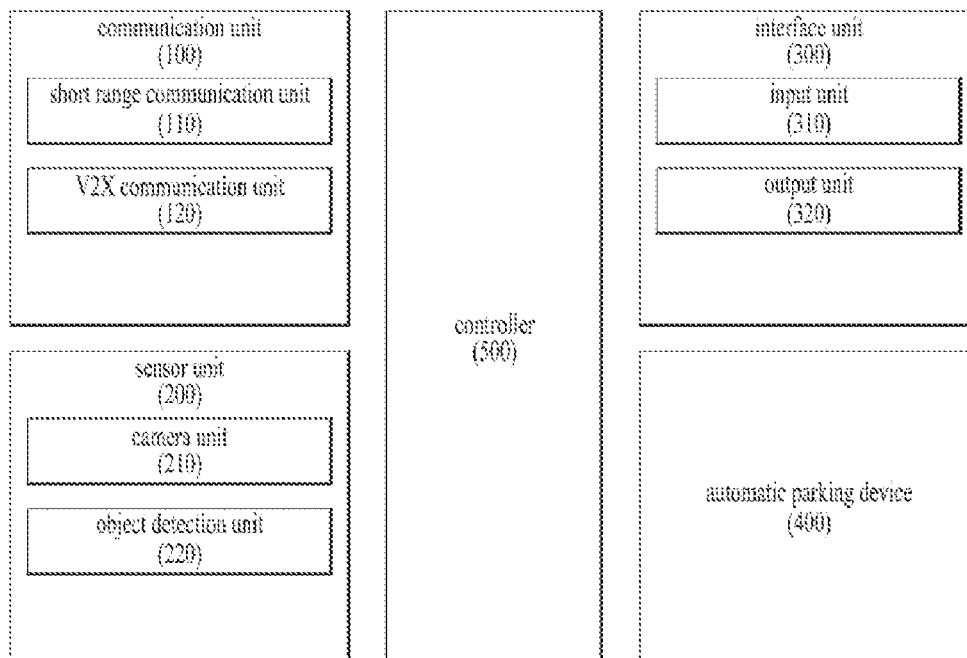 communication unit
(100)
short range communication unit
(110)
V2X communication unit
(120)
sensor unit
(200)
camera unit
(210)
object detection unit
(220)
controller
(500)
interface unit
(300)
input unit
(310)
output unit
(320)
automatic parking device
(400)